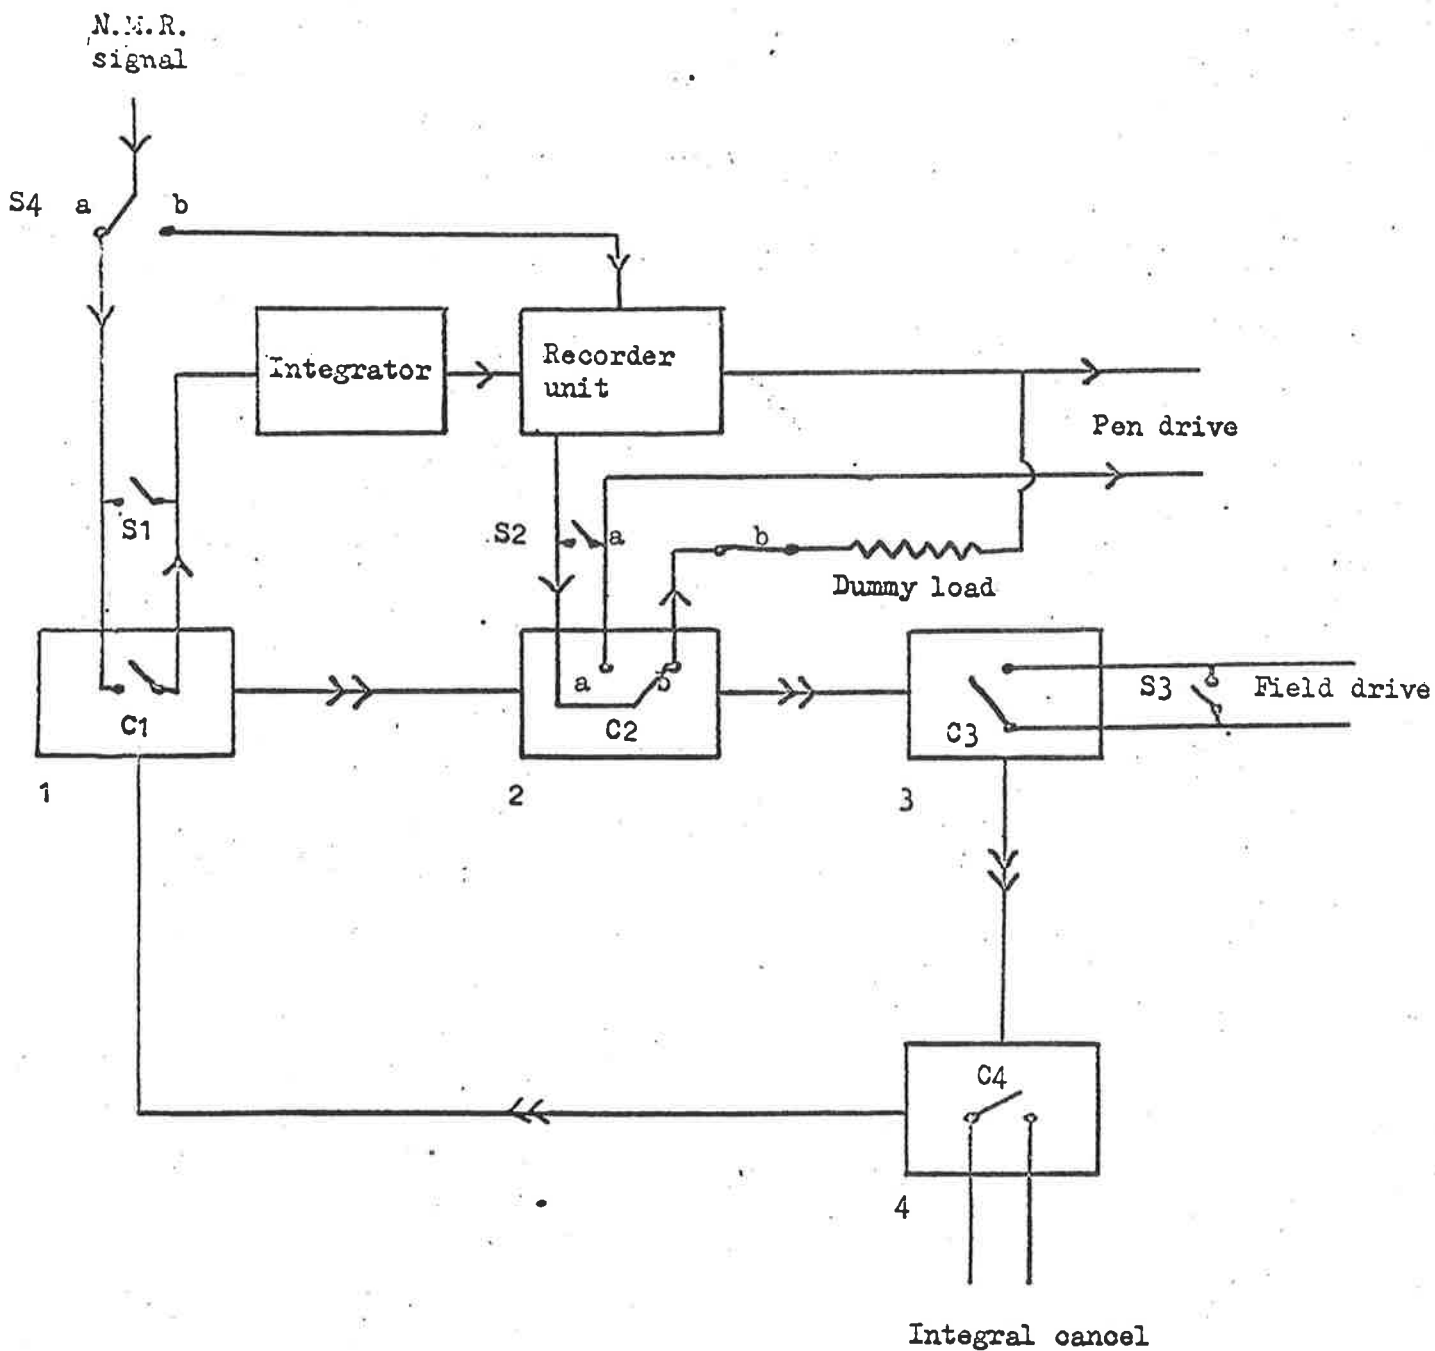 N.M.R.
signal
S4 a b
Integrator
Recorder
unit
Pen drive
S1
S2 a b
Dummy load
C1
a b
C2
C3
S3 Field drive
1 2 3
C4
4
Integral cancel